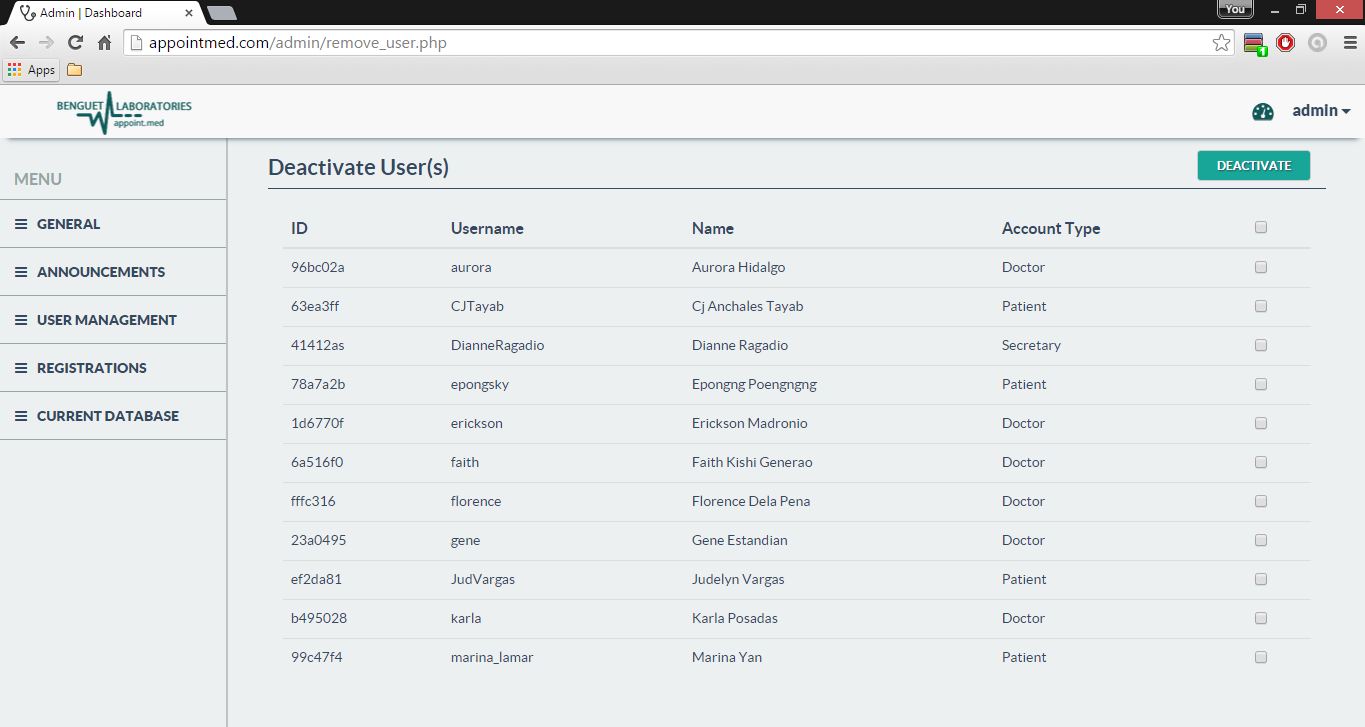 Admin | Dashboard
You
appointmed.com/admin/remove_user.php
1
Apps
BENGUET LABORATORIES
appoint.med
admin
MENU
GENERAL
ANNOUNCEMENTS
USER MANAGEMENT
REGISTRATIONS
CURRENT DATABASE
Deactivate User(s)
DEACTIVATE
ID Username Name Account Type
96bc02a aurora Aurora Hidalgo Doctor
63ea3ff CJTayab Cj Anchales Tayab Patient
41412as DianneRagadio Dianne Ragadio Secretary
78a7a2b epongsky Epongng Poengngng Patient
1d6770f erickson Erickson Madronio Doctor
6a516f0 faith Faith Kishi Generao Doctor
fffc316 florence Florence Dela Pena Doctor
23a0495 gene Gene Estandian Doctor
ef2da81 JudVargas Judelyn Vargas Patient
b495028 karla Karla Posadas Doctor
99c47f4 marina_lamar Marina Yan Patient